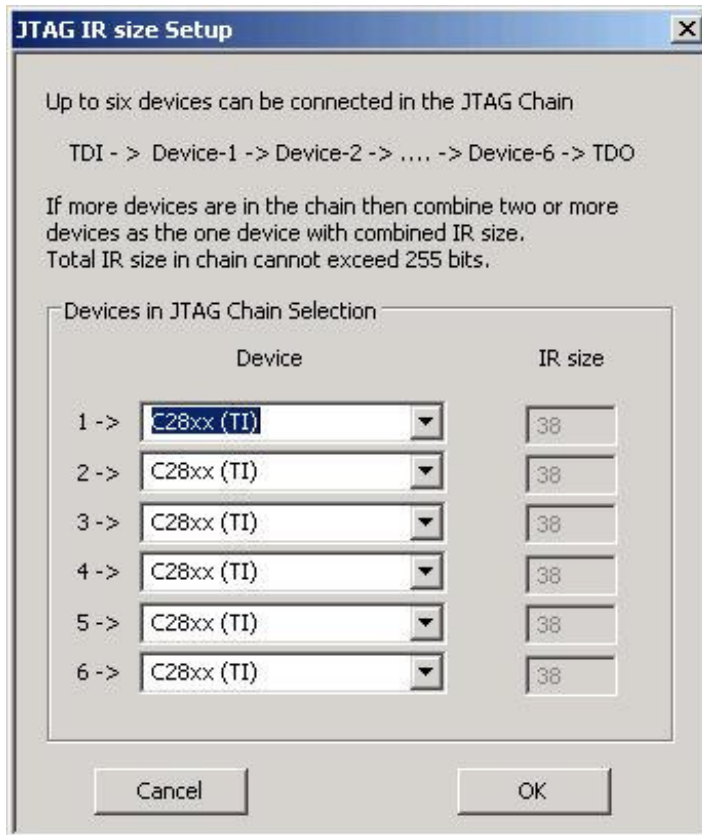 JTAG IR size Setup
Up to six devices can be connected in the JTAG Chain
TDI - > Device-1 -> Device-2 -> .... -> Device-6 -> TDO
If more devices are in the chain then combine two or more
devices as the one device with combined IR size.
Total IR size in chain cannot exceed 255 bits.
Devices in JTAG Chain Selection
Device IR size
1 -> C28xx (TI) 38
2 -> C28xx (TI) 38
3 -> C28xx (TI) 38
4 -> C28xx (TI) 38
5 -> C28xx (TI) 38
6 -> C28xx (TI) 38
Cancel OK